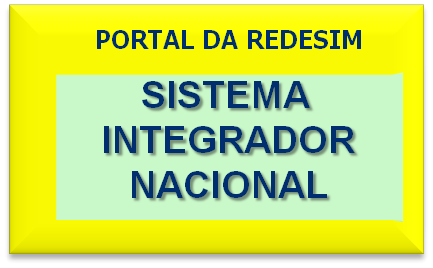 PORTAL DA REDESIM
SISTEMA
INTEGRADOR
NACIONAL